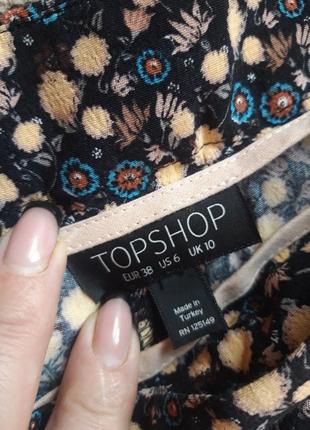 TOPSHOP
EUR 38 US 6 UK 10
Made in
Turkey
RN 125149